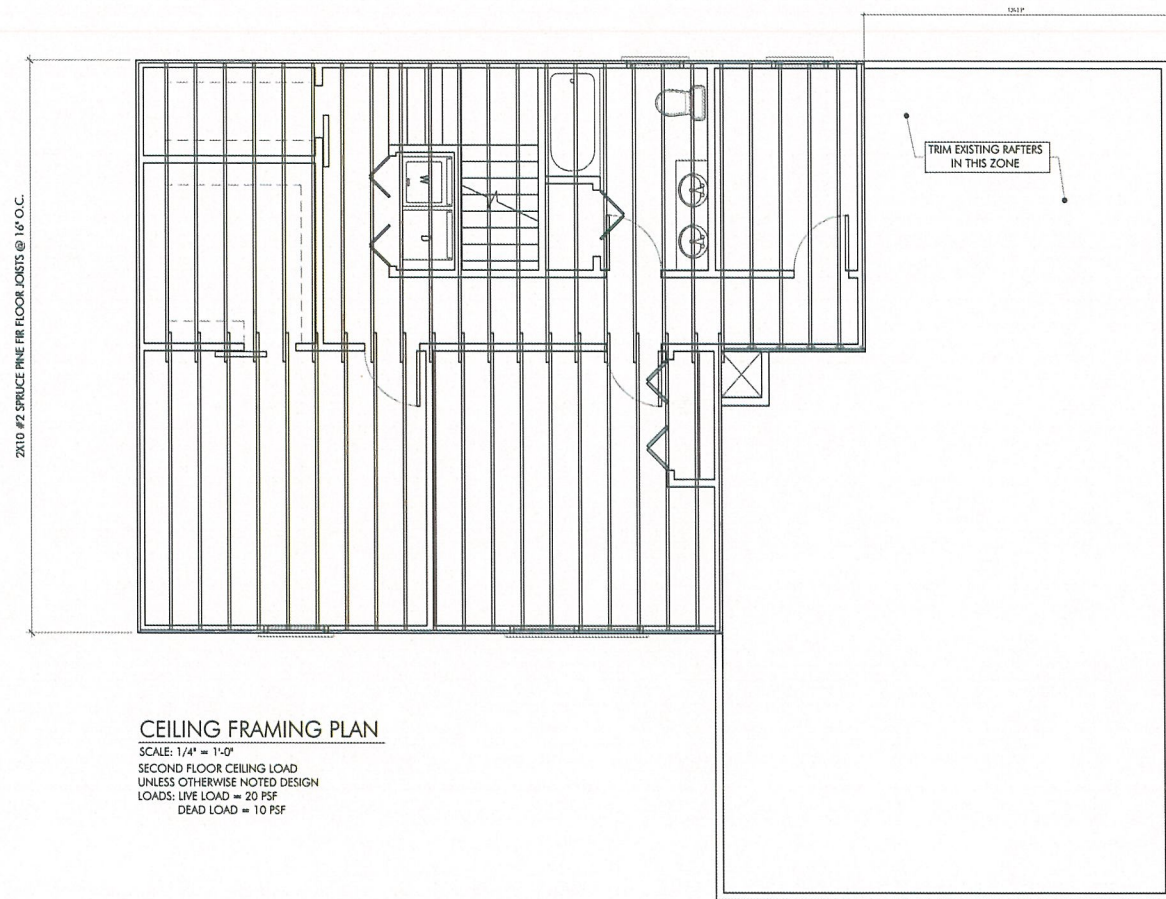 2X10 #2 SPRUCE PINE FIR FLOOR JOISTS @ 16" O.C.
TRIM EXISTING RAFTERS
IN THIS ZONE
W
D
CEILING FRAMING PLAN
SCALE: 1/4" = 1'-0"
SECOND FLOOR CEILING LOAD
UNLESS OTHERWISE NOTED DESIGN
LOADS: LIVE LOAD = 20 PSF
DEAD LOAD = 10 PSF